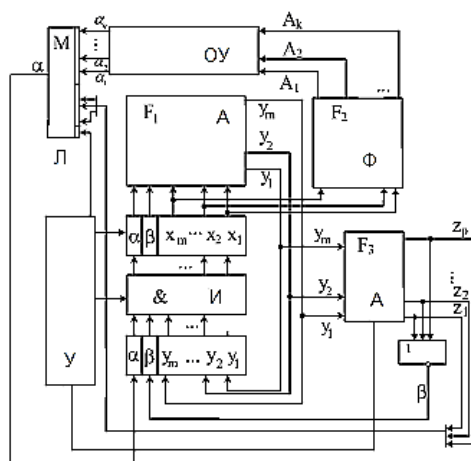 α
М
αᵥ
⋮
α₂
α₁
ОУ
Aₖ
A₂
A₁
Л
F₁ А
yₘ
y₂
y₁
...
F₂
Ф
α β xₘ ... x₂ x₁
...
& И
...
α β yₘ ... y₂ y₁
У
yₘ
y₂
y₁
F₃
А
zₚ
⋮
z₂
z₁
1
β